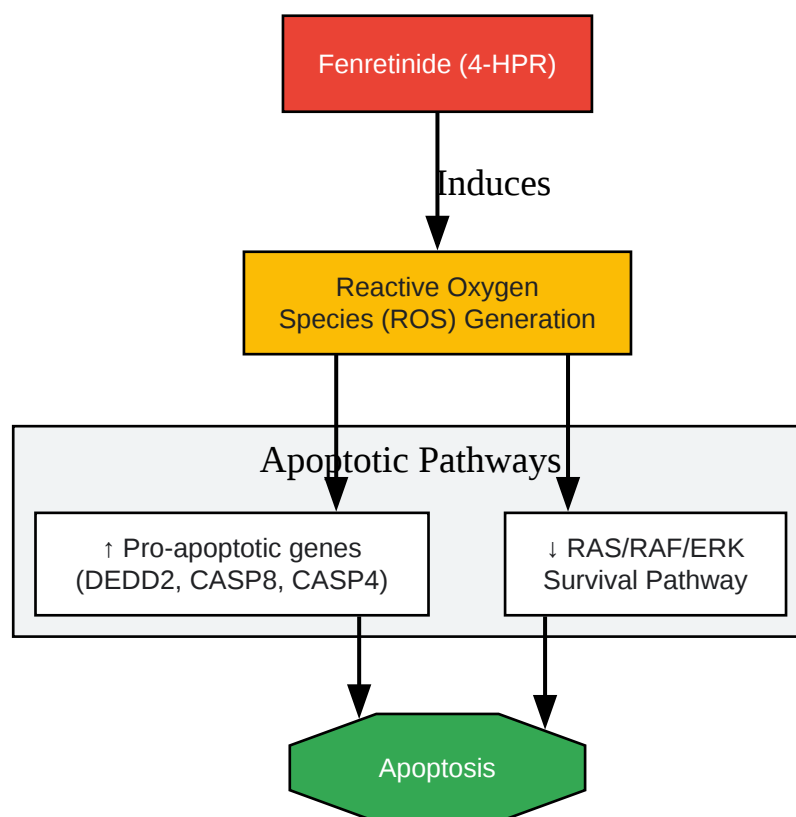 Fenretinide (4-HPR)
Induces
Reactive Oxygen
Species (ROS) Generation
Apoptotic Pathways
↑ Pro-apoptotic genes
(DEDD2, CASP8, CASP4)
↓ RAS/RAF/ERK
Survival Pathway
Apoptosis